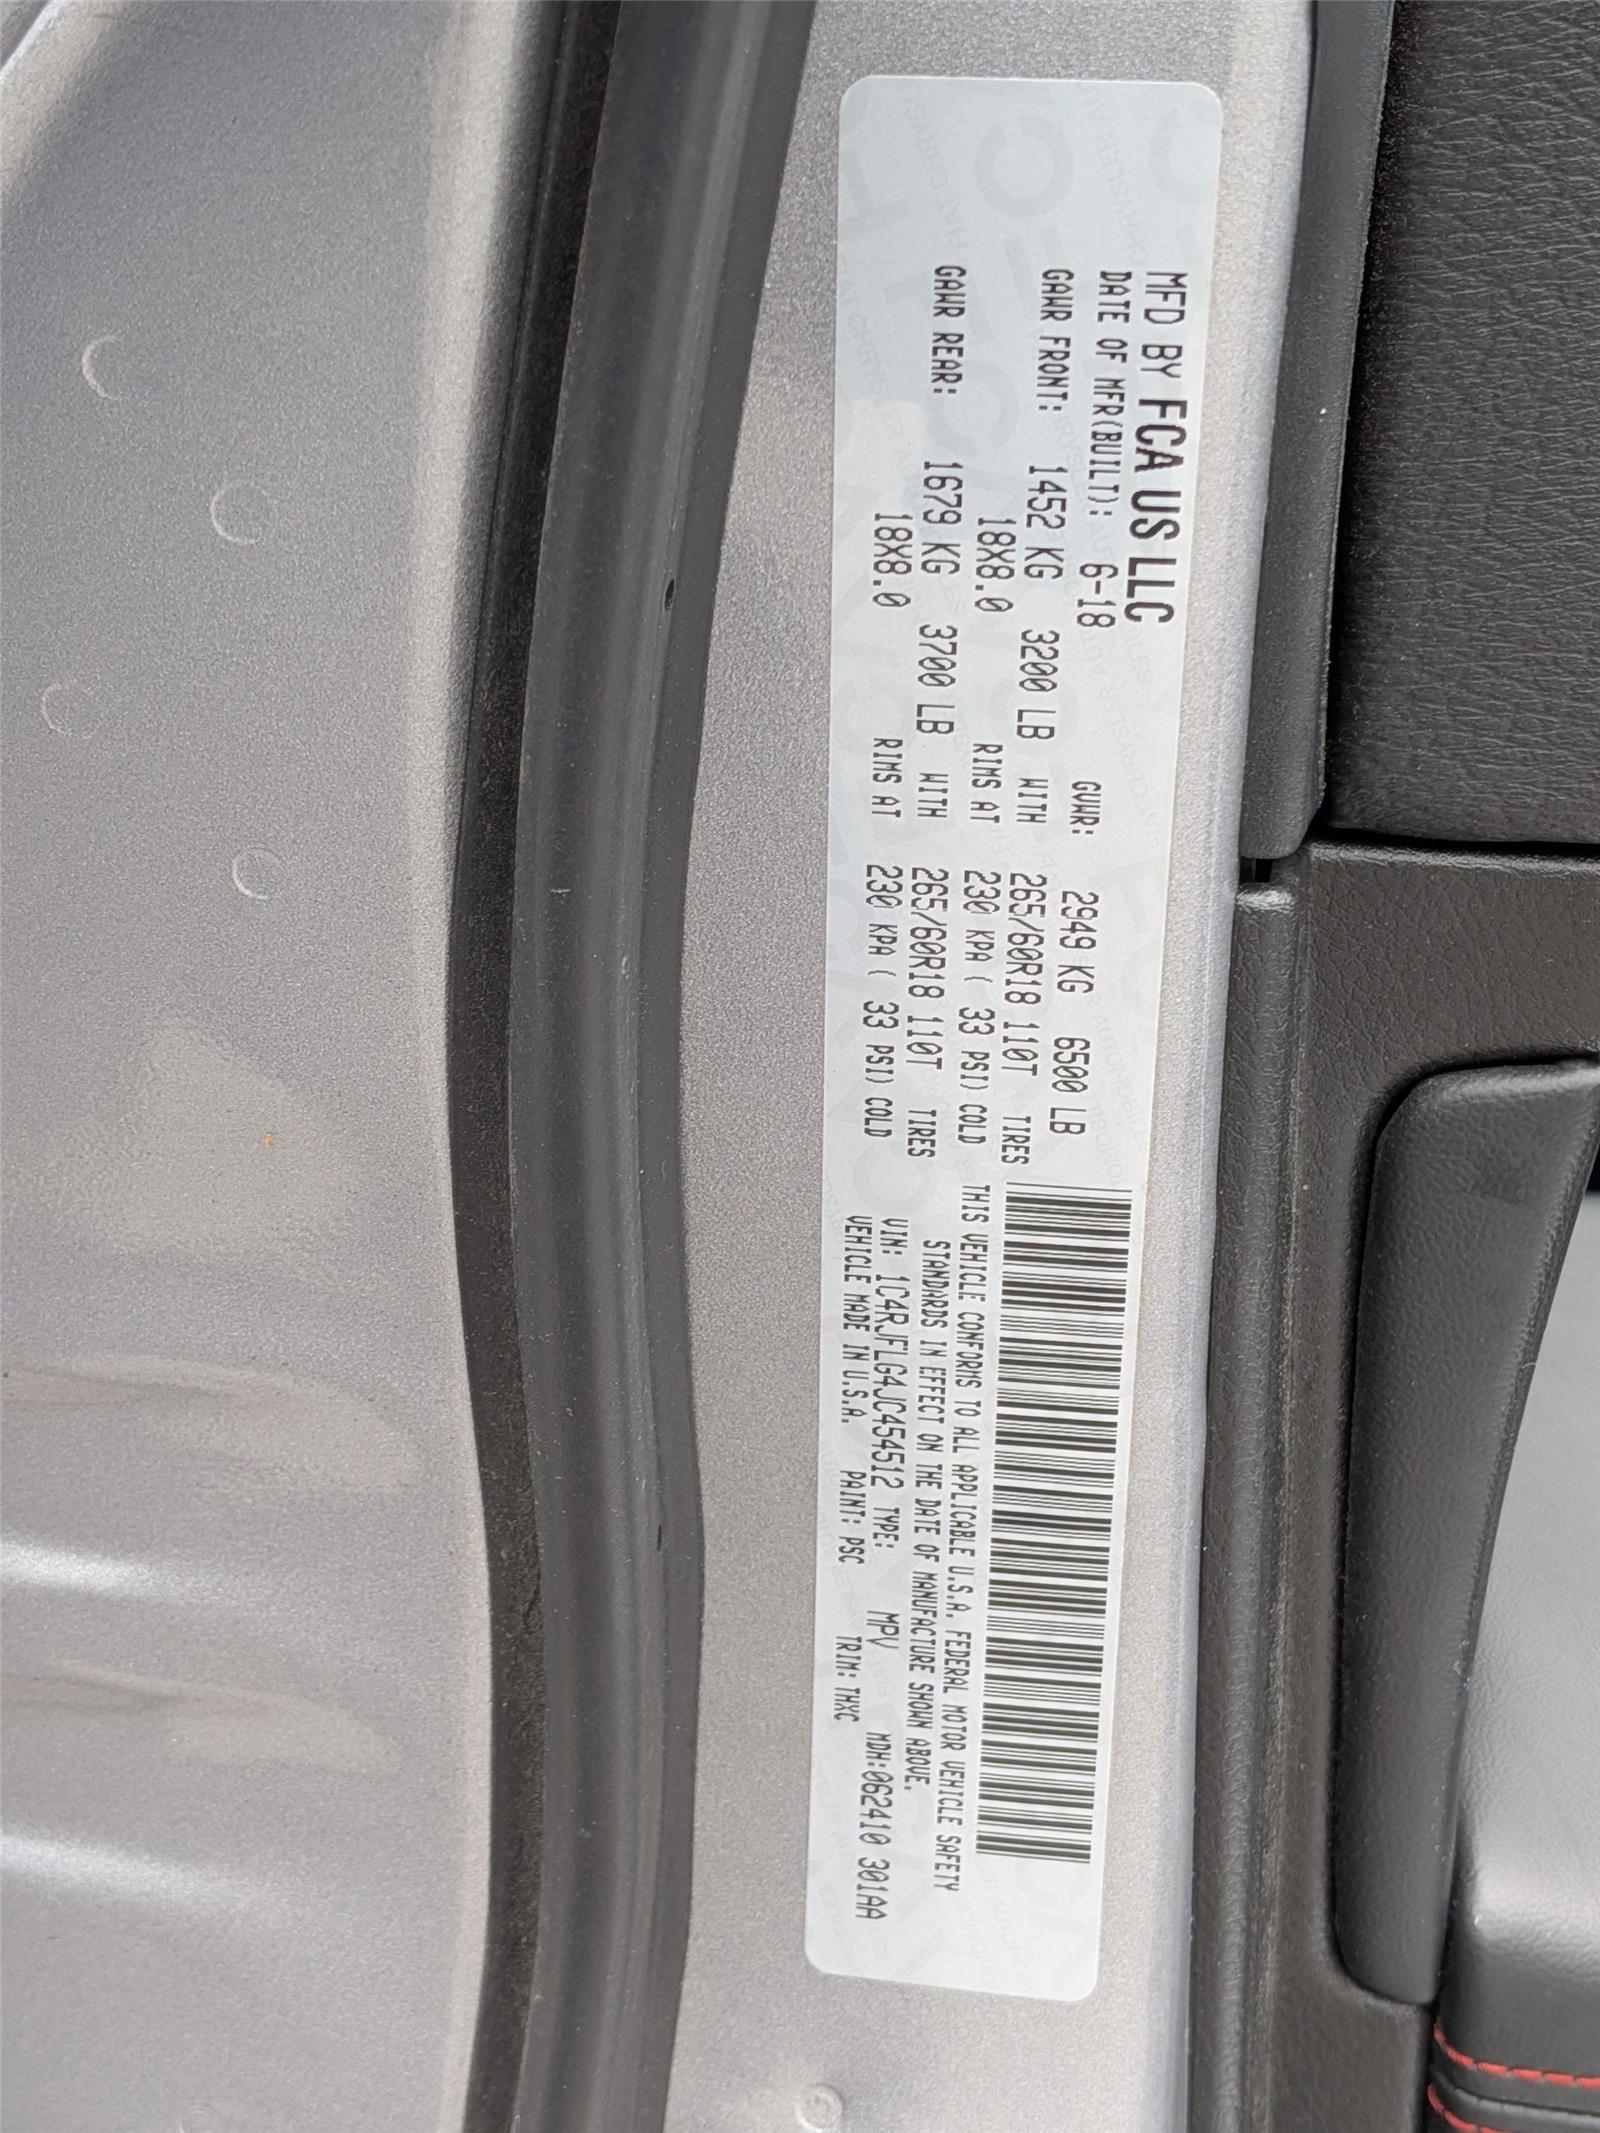 MFD BY FCA US LLC
DATE OF MFR(BUILT): 6-18 GVWR: 2949 KG 6500 LB
GAWR FRONT: 1452 KG 3200 LB WITH 265/60R18 110T TIRES
18X8.0 RIMS AT 230 KPA ( 33 PSI) COLD
GAWR REAR: 1679 KG 3700 LB WITH 265/60R18 110T TIRES
18X8.0 RIMS AT 230 KPA ( 33 PSI) COLD
THIS VEHICLE CONFORMS TO ALL APPLICABLE U.S.A. FEDERAL MOTOR VEHICLE SAFETY
STANDARDS IN EFFECT ON THE DATE OF MANUFACTURE SHOWN ABOVE.
VIN: 1C4RJFLG4JC454512 TYPE: MPV MDH:062410 301AA
VEHICLE MADE IN U.S.A. PAINT: PSC TRIM: THXC